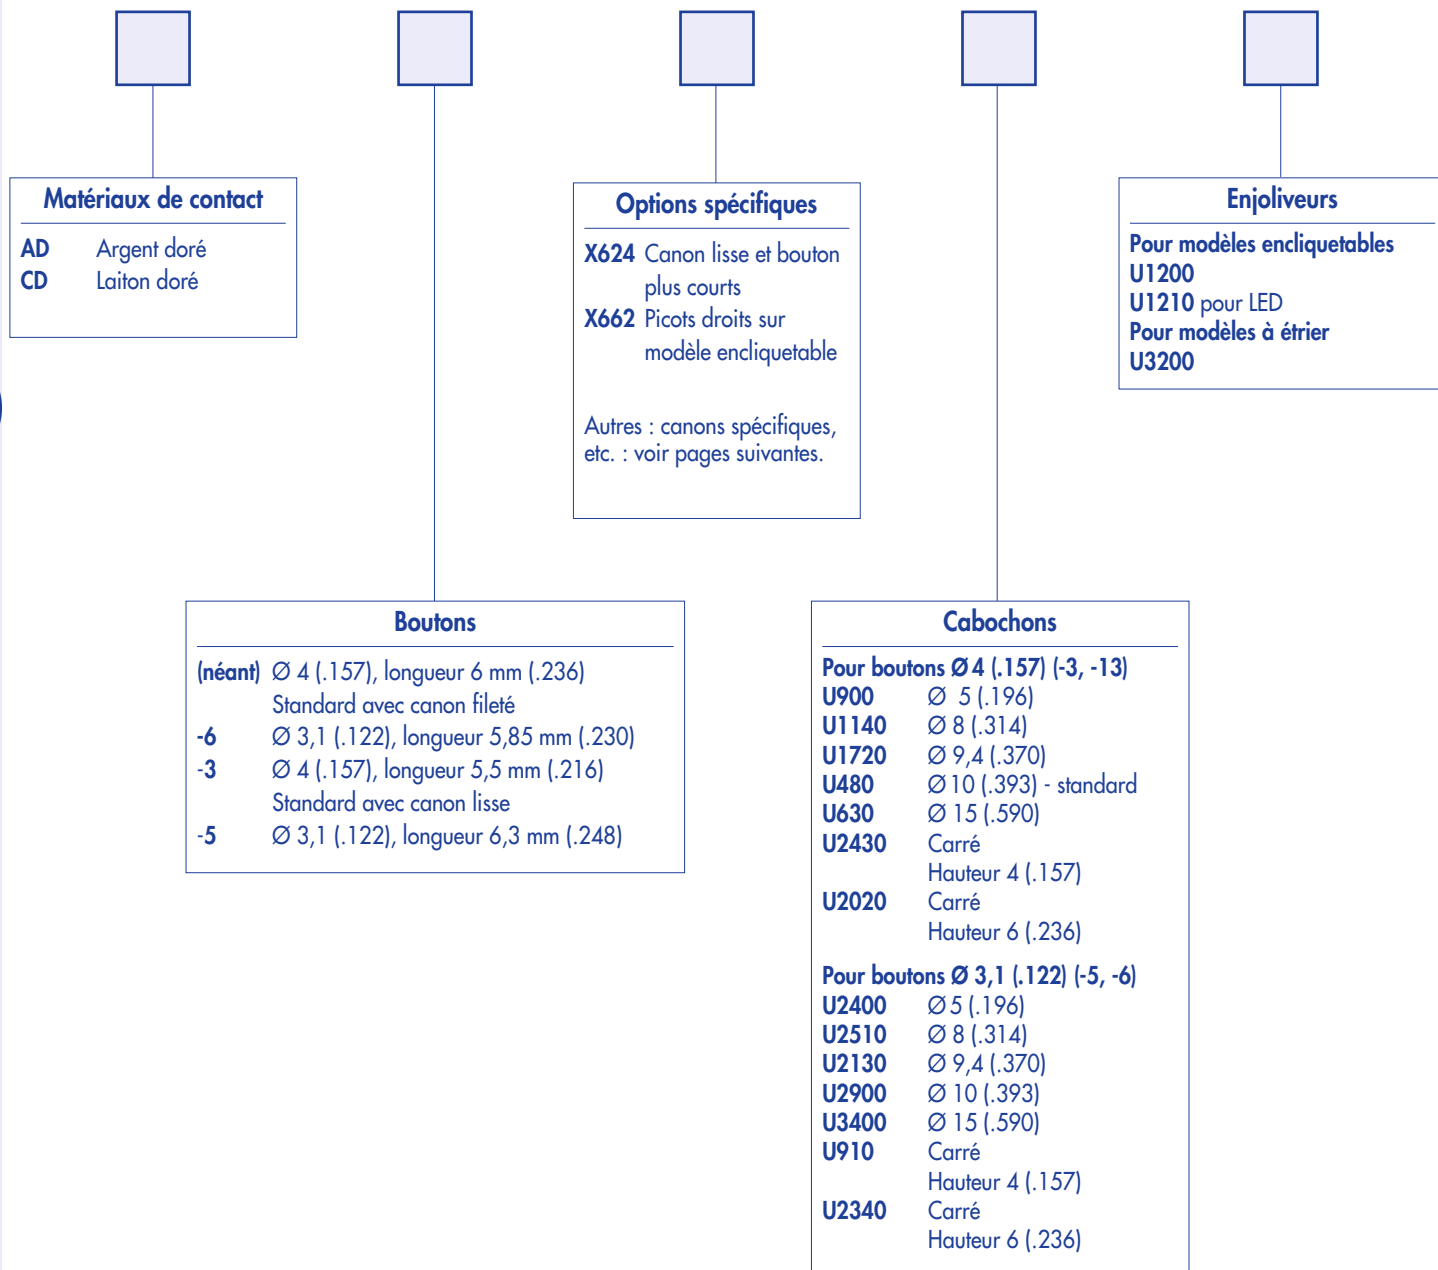 Matériaux de contact
AD Argent doré
CD Laiton doré
Options spécifiques
X624 Canon lisse et bouton
plus courts
X662 Picots droits sur
modèle encliquetable
Autres : canons spécifiques,
etc. : voir pages suivantes.
Enjoliveurs
Pour modèles encliquetables
U1200
U1210 pour LED
Pour modèles à étrier
U3200
Boutons
(néant) Ø 4 (.157), longueur 6 mm (.236)
Standard avec canon fileté
-6 Ø 3,1 (.122), longueur 5,85 mm (.230)
-3 Ø 4 (.157), longueur 5,5 mm (.216)
Standard avec canon lisse
-5 Ø 3,1 (.122), longueur 6,3 mm (.248)
Cabochons
Pour boutons Ø 4 (.157) (-3, -13)
U900 Ø 5 (.196)
U1140 Ø 8 (.314)
U1720 Ø 9,4 (.370)
U480 Ø 10 (.393) - standard
U630 Ø 15 (.590)
U2430 Carré
Hauteur 4 (.157)
U2020 Carré
Hauteur 6 (.236)
Pour boutons Ø 3,1 (.122) (-5, -6)
U2400 Ø 5 (.196)
U2510 Ø 8 (.314)
U2130 Ø 9,4 (.370)
U2900 Ø 10 (.393)
U3400 Ø 15 (.590)
U910 Carré
Hauteur 4 (.157)
U2340 Carré
Hauteur 6 (.236)